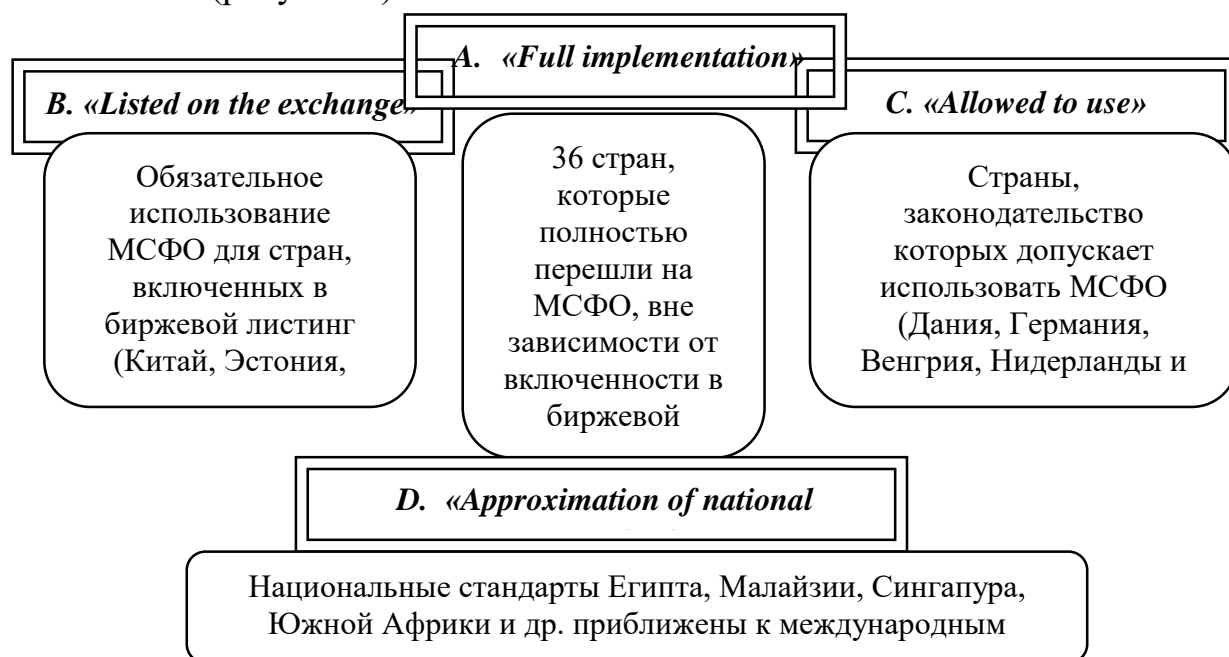 A. «Full implementation»
B. «Listed on the exchange»
C. «Allowed to use»
Обязательное
использование
МСФО для стран,
включенных в
биржевой листинг
(Китай, Эстония,
36 стран,
которые
полностью
перешли на
МСФО, вне
зависимости от
включенности в
биржевой
Страны,
законодательство
которых допускает
использовать МСФО
(Дания, Германия,
Венгрия, Нидерланды и
D. «Approximation of national
Национальные стандарты Египта, Малайзии, Сингапура,
Южной Африки и др. приближены к международным